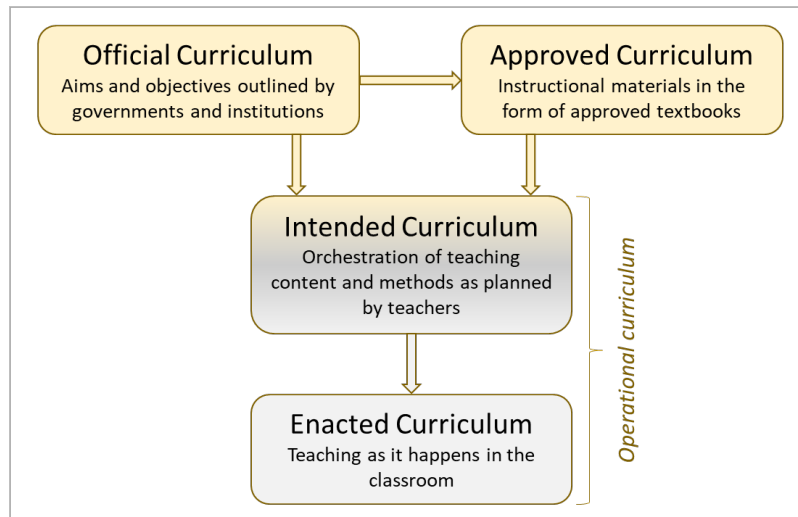 Official Curriculum
Aims and objectives outlined by
governments and institutions
Approved Curriculum
Instructional materials in the
form of approved textbooks
Intended Curriculum
Orchestration of teaching
content and methods as planned
by teachers
Enacted Curriculum
Teaching as it happens in the
classroom
Operational curriculum